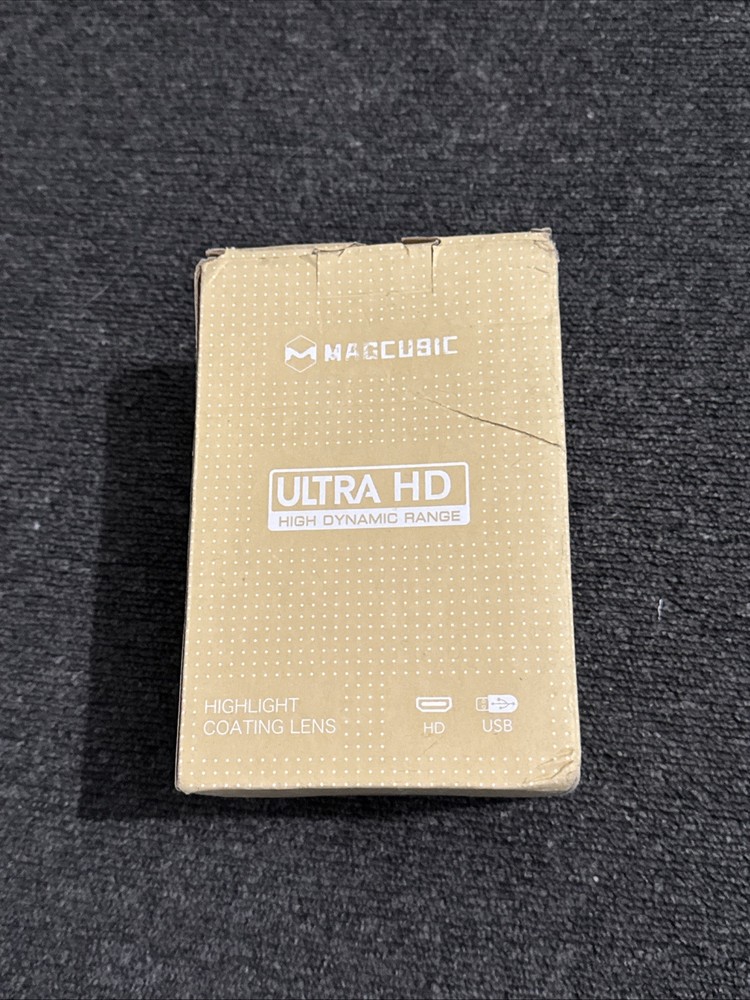 MAGCUBIC
ULTRA HD
HIGH DYNAMIC RANGE
HIGHLIGHT
COATING LENS
HD
USB